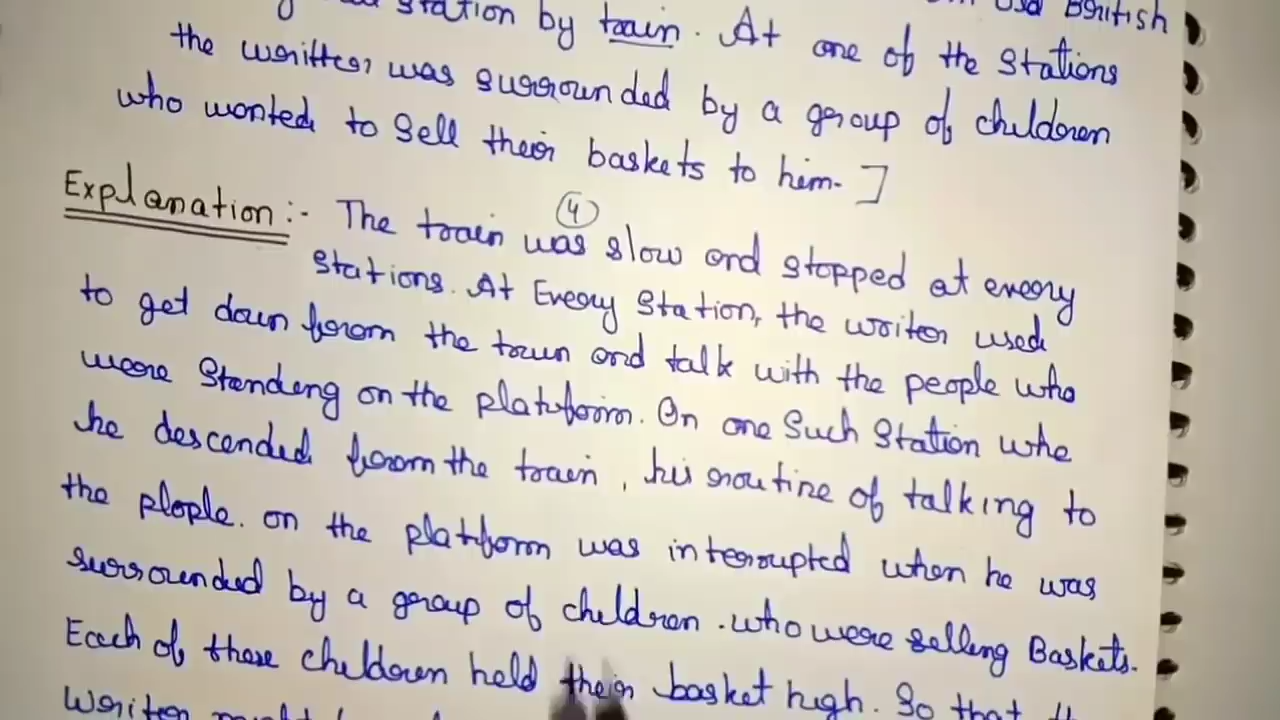 station by train. At one of the stations
the writter was surrounded by a group of children
who wonted to sell their baskets to him.]
Explanation :- The train was slow and stopped at every
4
stations. At Every Station, the writer used
to get down from the train and talk with the people who
were Standing on the platform. On one Such Station whe
he descended from the train, his routine of talking to
the plople. on the platform was interrupted when he was
surrounded by a group of children. who were selling Baskets.
Each of these children held their basket high. So that
Writer